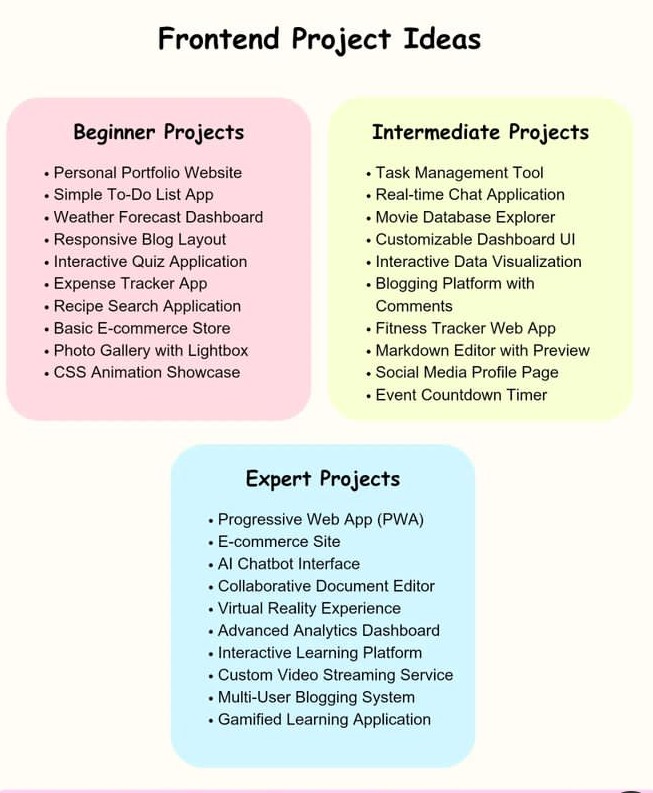 Frontend Project Ideas
Beginner Projects
• Personal Portfolio Website
• Simple To-Do List App
• Weather Forecast Dashboard
• Responsive Blog Layout
• Interactive Quiz Application
• Expense Tracker App
• Recipe Search Application
• Basic E-commerce Store
• Photo Gallery with Lightbox
• CSS Animation Showcase
Intermediate Projects
• Task Management Tool
• Real-time Chat Application
• Movie Database Explorer
• Customizable Dashboard UI
• Interactive Data Visualization
• Blogging Platform with
Comments
• Fitness Tracker Web App
• Markdown Editor with Preview
• Social Media Profile Page
• Event Countdown Timer
Expert Projects
• Progressive Web App (PWA)
• E-commerce Site
• AI Chatbot Interface
• Collaborative Document Editor
• Virtual Reality Experience
• Advanced Analytics Dashboard
• Interactive Learning Platform
• Custom Video Streaming Service
• Multi-User Blogging System
• Gamified Learning Application